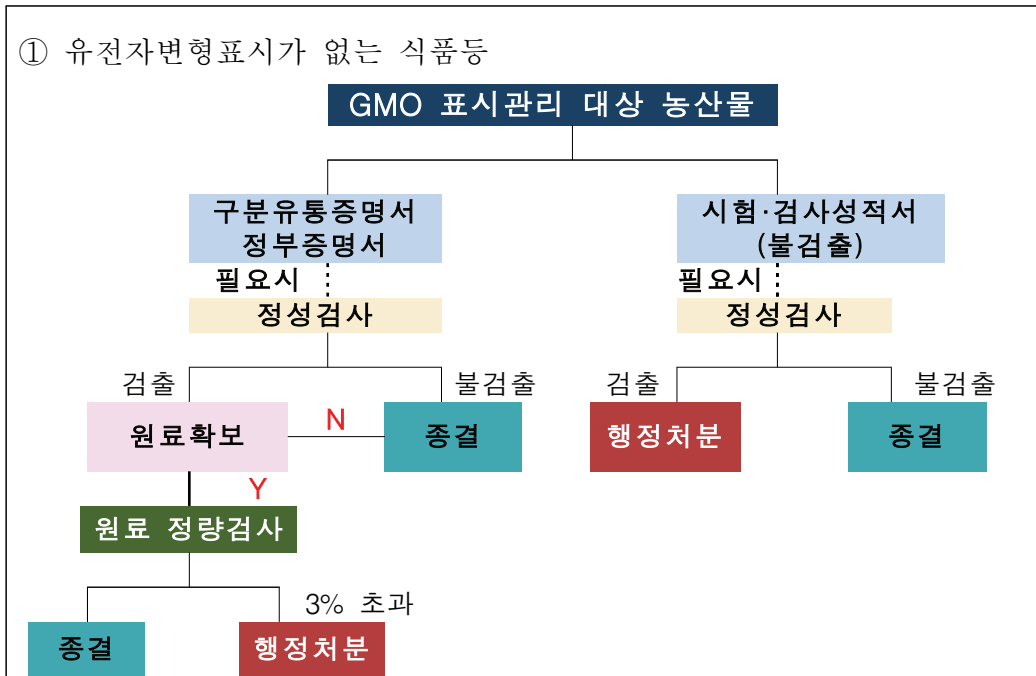 ① 유전자변형표시가 없는 식품등
GMO 표시관리 대상 농산물
구분유통증명서
정부증명서
시험·검사성적서
(불검출)
필요시
필요시
정성검사
정성검사
검출
불검출
검출
불검출
원료확보
N
종결
행정처분
종결
Y
원료 정량검사
3% 초과
종결
행정처분